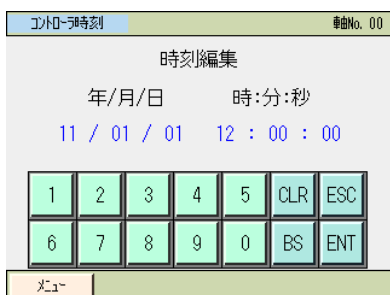 ｺﾝﾄﾛｰﾗ時刻 軸No. 00
時刻編集
年/月/日 時:分:秒
11 / 01 / 01 12 : 00 : 00
1 2 3 4 5 CLR ESC
6 7 8 9 0 BS ENT
ﾒﾆｭｰ